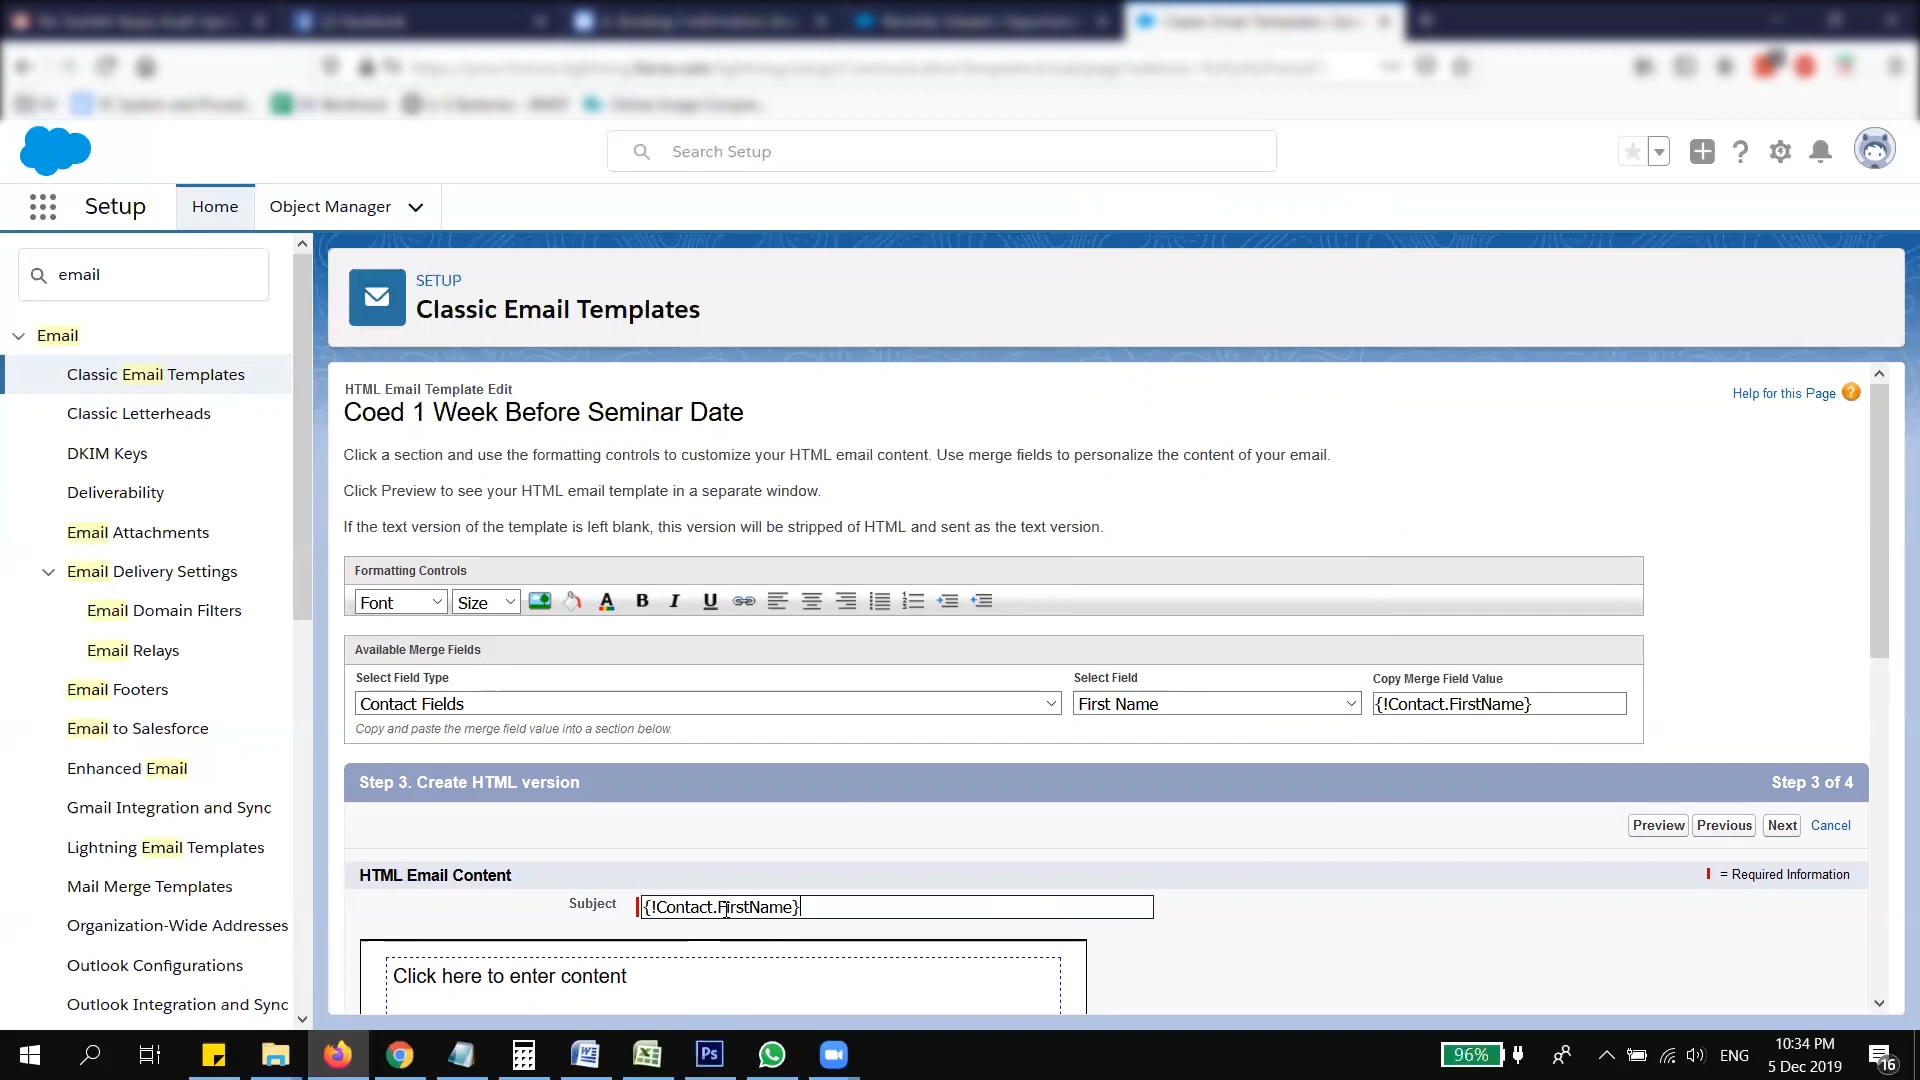 Search Setup
Setup
Home
Object Manager
email
Email
Classic Email Templates
Classic Letterheads
DKIM Keys
Deliverability
Email Attachments
Email Delivery Settings
Email Domain Filters
Email Relays
Email Footers
Email to Salesforce
Enhanced Email
Gmail Integration and Sync
Lightning Email Templates
Mail Merge Templates
Organization-Wide Addresses
Outlook Configurations
Outlook Integration and Sync
SETUP
Classic Email Templates
HTML Email Template Edit
Coed 1 Week Before Seminar Date
Help for this Page
Click a section and use the formatting controls to customize your HTML email content. Use merge fields to personalize the content of your email.
Click Preview to see your HTML email template in a separate window.
If the text version of the template is left blank, this version will be stripped of HTML and sent as the text version.
Formatting Controls
Font Size A B I U
Available Merge Fields
Select Field Type Select Field Copy Merge Field Value
Contact Fields First Name {!Contact.FirstName}
Copy and paste the merge field value into a section below.
Step 3. Create HTML version Step 3 of 4
Preview Previous Next Cancel
HTML Email Content = Required Information
Subject {!Contact.FirstName}
Click here to enter content
96% ENG 10:34 PM
5 Dec 2019
16